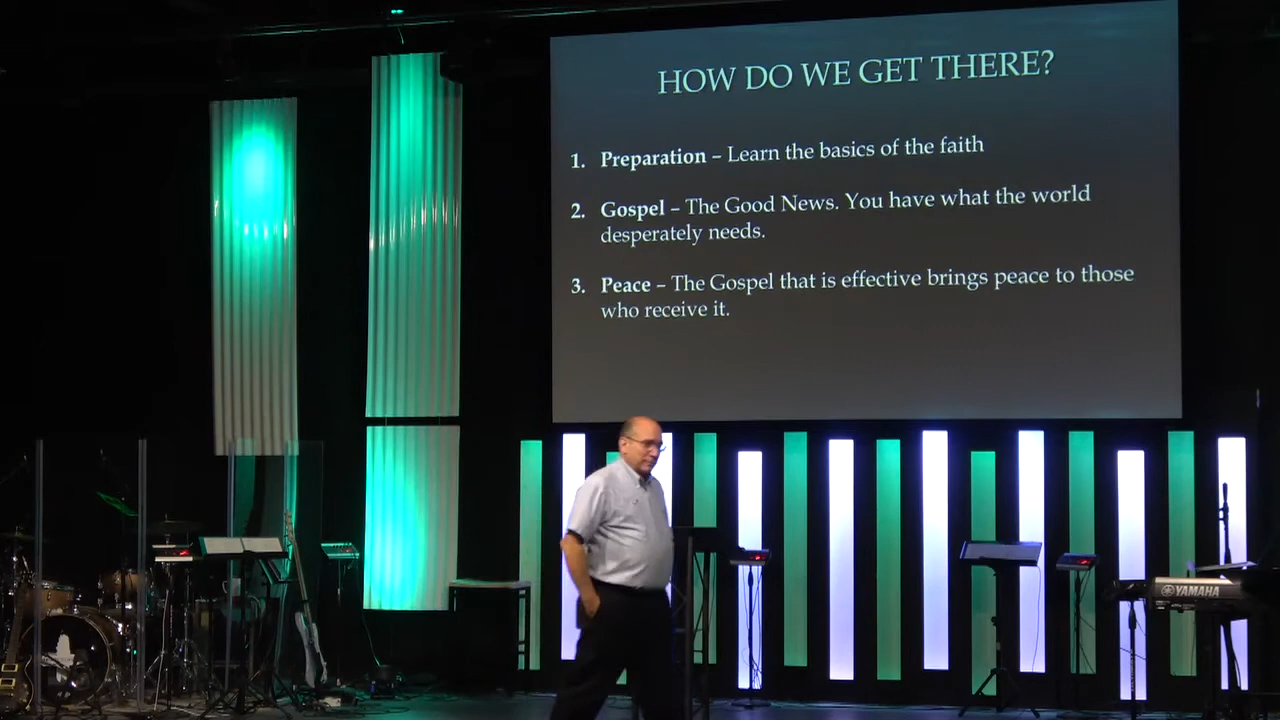 HOW DO WE GET THERE?
1. Preparation – Learn the basics of the faith
2. Gospel – The Good News. You have what the world
desperately needs.
3. Peace – The Gospel that is effective brings peace to those
who receive it.
YAMAHA